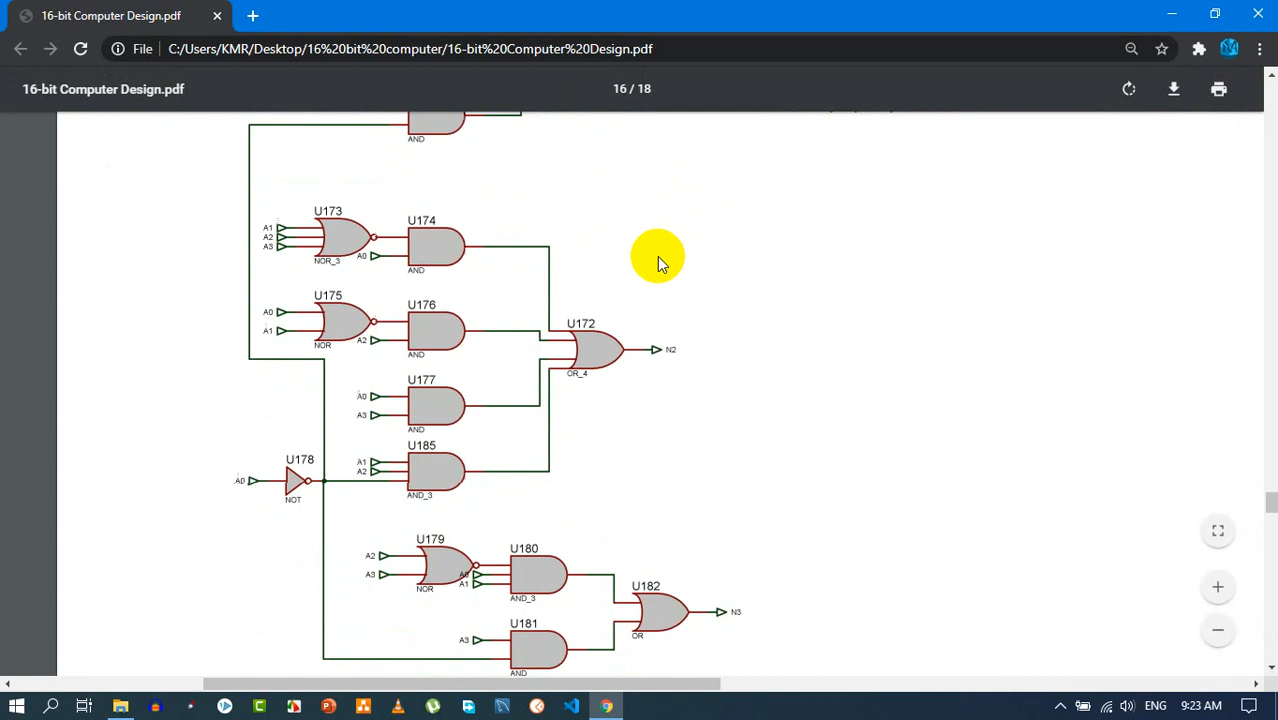 16-bit Computer Design.pdf
File C:/Users/KMR/Desktop/16%20bit%20computer/16-bit%20Computer%20Design.pdf
16-bit Computer Design.pdf
16 / 18
AND
U173
A1
A2
A3
NOR_3
U174
A0
AND
U175
A0
A1
NOR
U176
A2
AND
U172
OR_4
N2
U177
A0
A3
AND
U185
A1
A2
AND_3
U178
A0
NOT
U179
A2
A3
NOR
U180
A0
A1
AND_3
U182
OR
N3
U181
A3
AND
ENG
9:23 AM